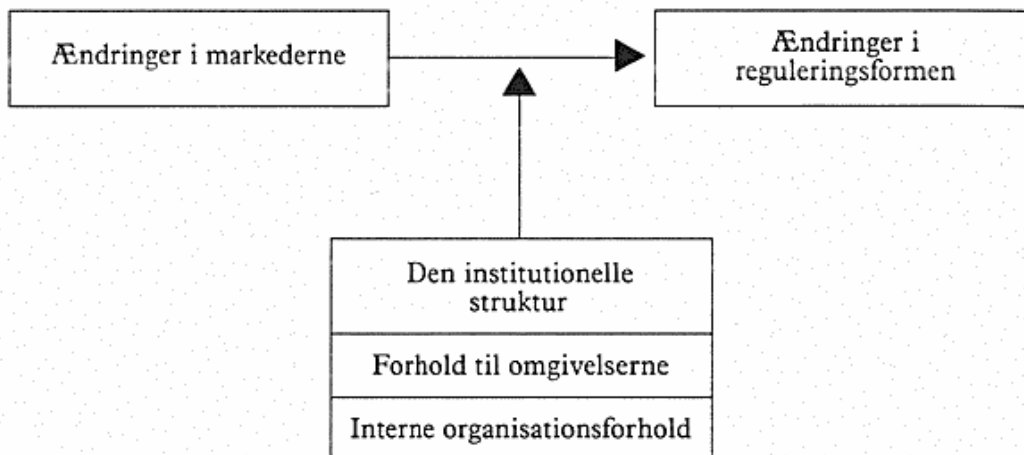 Ændringer i markederne
Ændringer i
reguleringsformen
Den institutionelle
struktur
Forhold til omgivelserne
Interne organisationsforhold